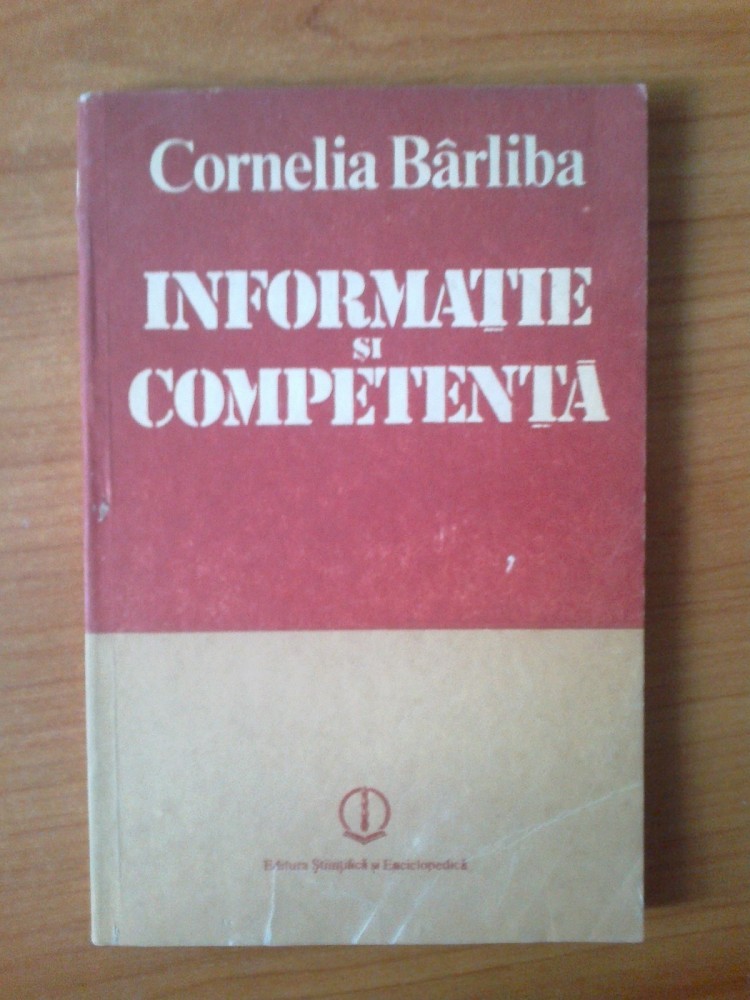 Cornelia Bârliba
INFORMAȚIE
ȘI
COMPETENȚĂ
Editura Științifică și Enciclopedică